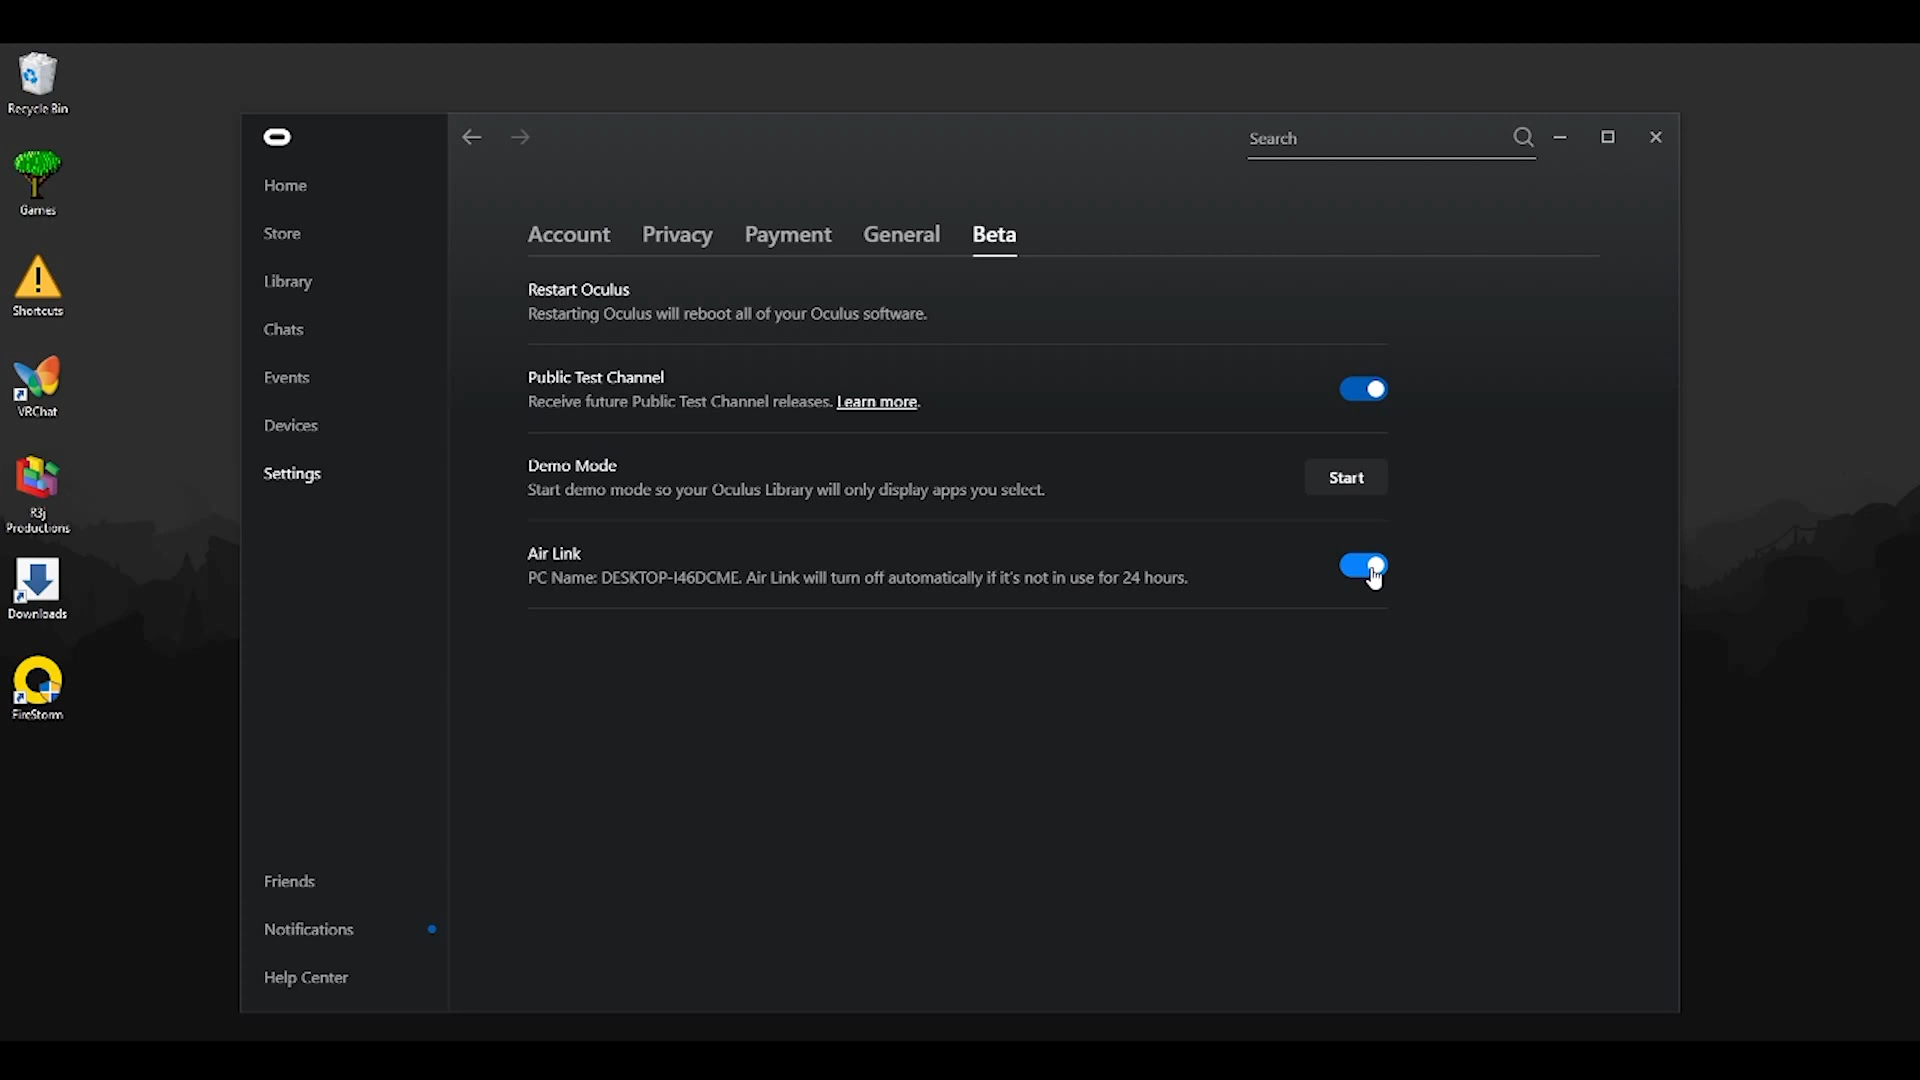 Recycle Bin
Games
Shortcuts
VRChat
R3j
Productions
Downloads
FireStorm
Home
Store
Library
Chats
Events
Devices
Settings
Friends
Notifications
Help Center
Search
Account Privacy Payment General Beta
Restart Oculus
Restarting Oculus will reboot all of your Oculus software.
Public Test Channel
Receive future Public Test Channel releases. Learn more.
Demo Mode
Start demo mode so your Oculus Library will only display apps you select.
Start
Air Link
PC Name: DESKTOP-I46DCME. Air Link will turn off automatically if it's not in use for 24 hours.